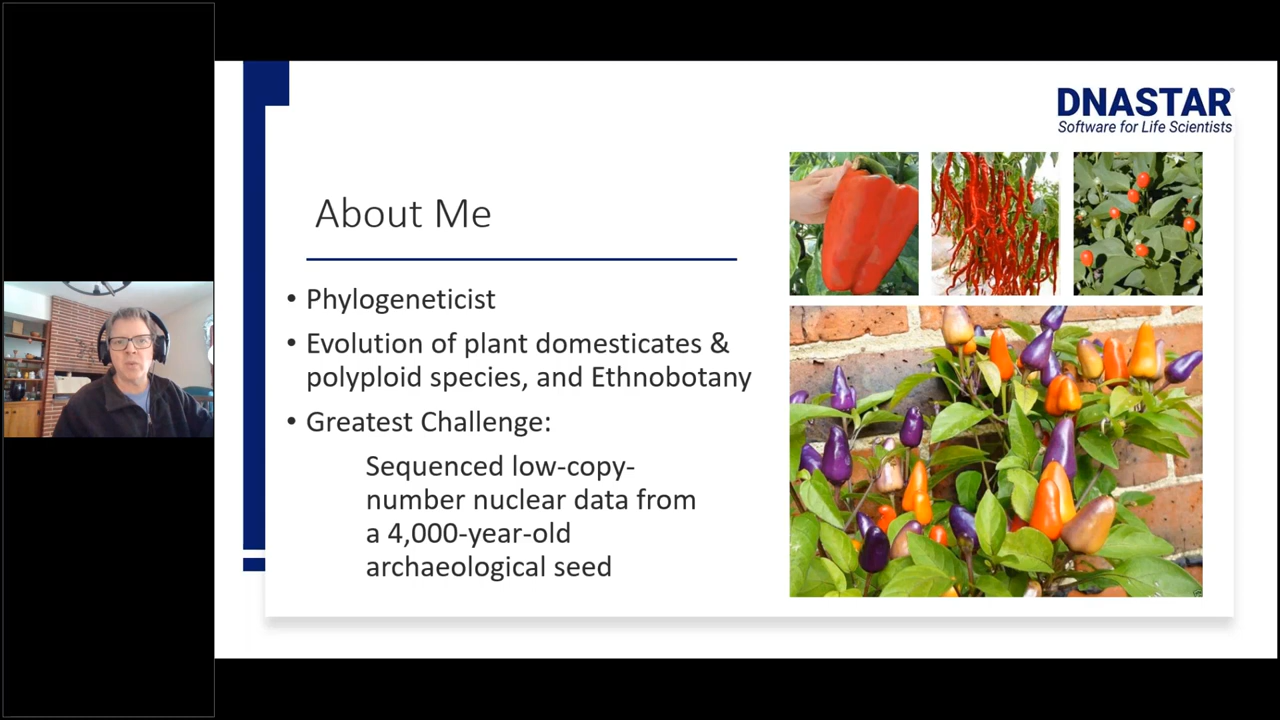 DNASTAR
Software for Life Scientists
About Me
• Phylogeneticist
• Evolution of plant domesticates &
polyploid species, and Ethnobotany
• Greatest Challenge:
Sequenced low-copy-
number nuclear data from
a 4,000-year-old
archaeological seed